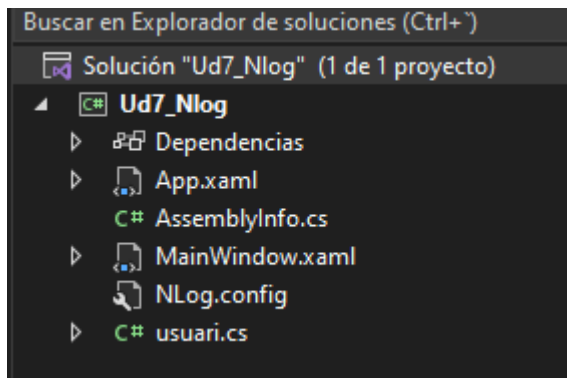 Buscar en Explorador de soluciones (Ctrl+`)
Solución "Ud7_Nlog" (1 de 1 proyecto)
C# Ud7_Nlog
Dependencias
App.xaml
C# AssemblyInfo.cs
MainWindow.xaml
NLog.config
C# usuari.cs